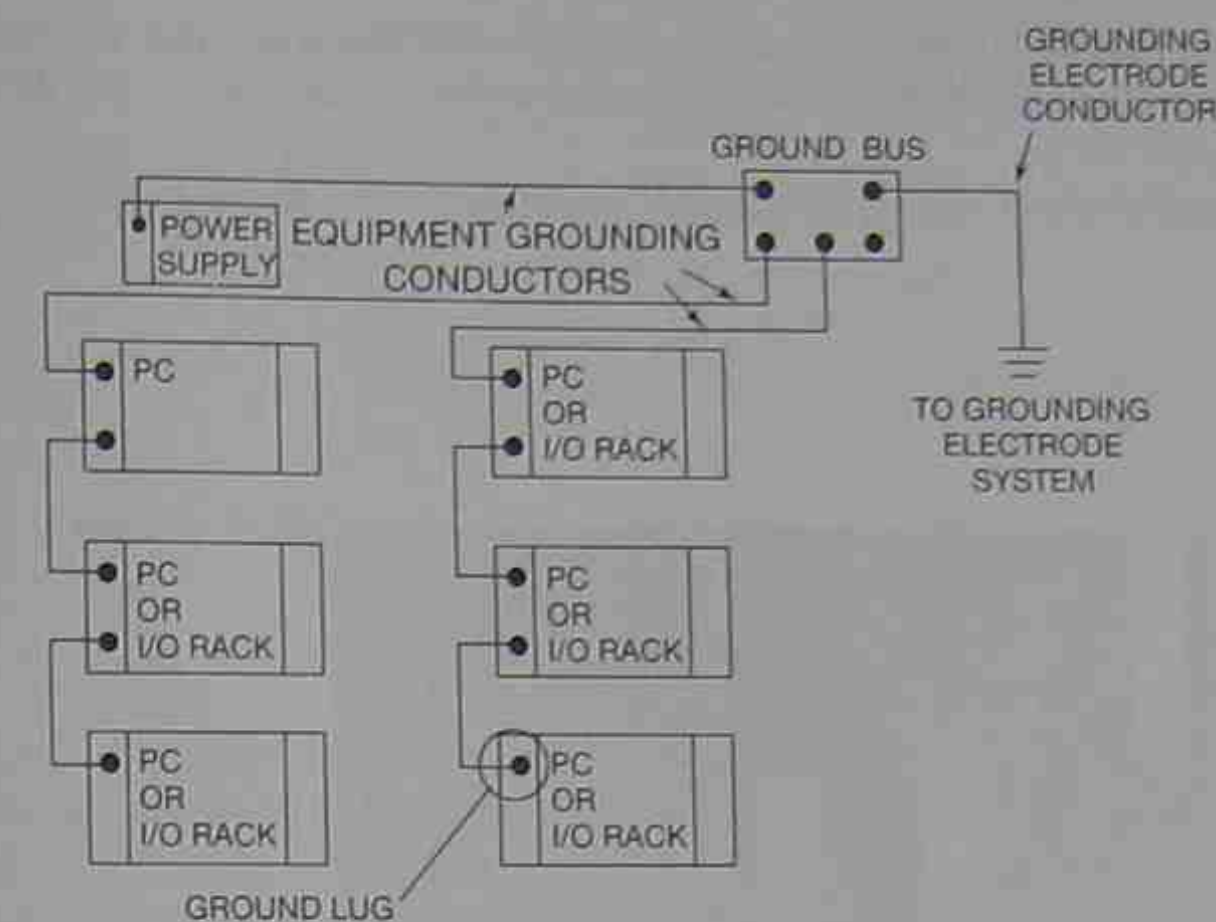 GROUNDING
ELECTRODE
CONDUCTOR
GROUND BUS
POWER
SUPPLY
EQUIPMENT GROUNDING
CONDUCTORS
PC
PC
OR
I/O RACK
TO GROUNDING
ELECTRODE
SYSTEM
PC
OR
I/O RACK
PC
OR
I/O RACK
PC
OR
I/O RACK
PC
OR
I/O RACK
GROUND LUG